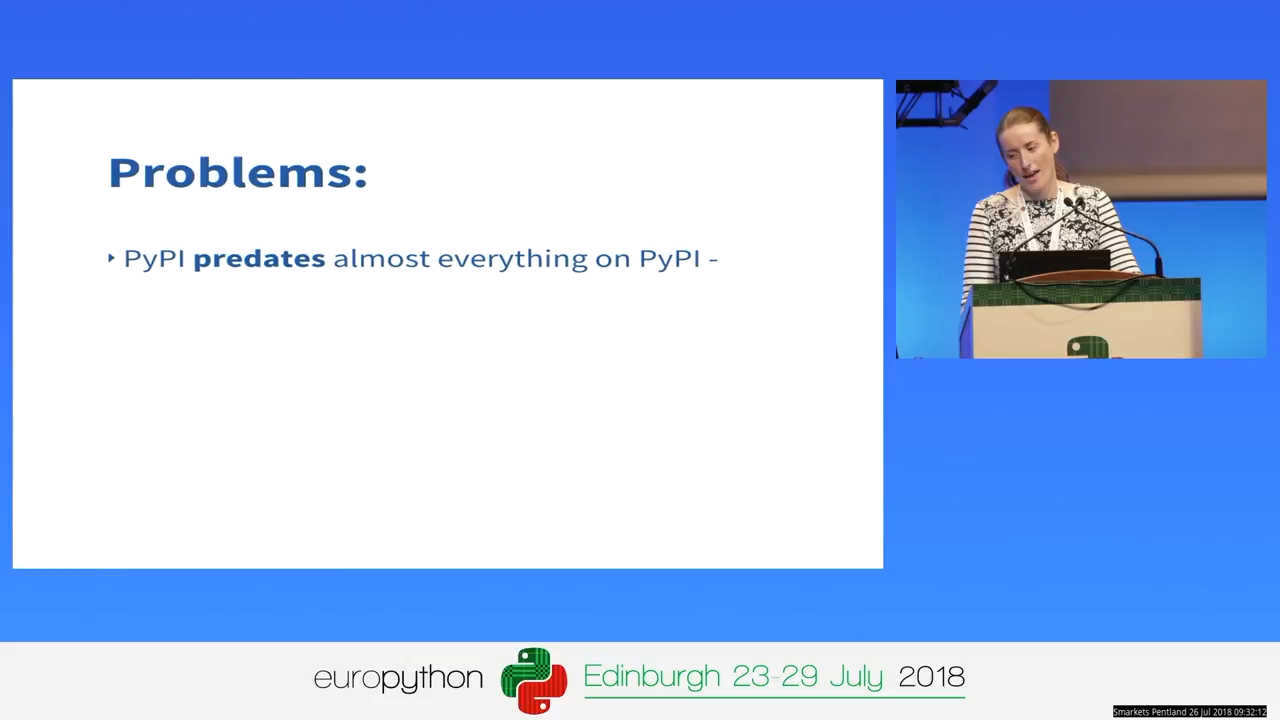 Problems:
‣ PyPI predates almost everything on PyPI -
europython Edinburgh 23-29 July 2018
Smarkets Pentland 26 Jul 2018 09:32:12